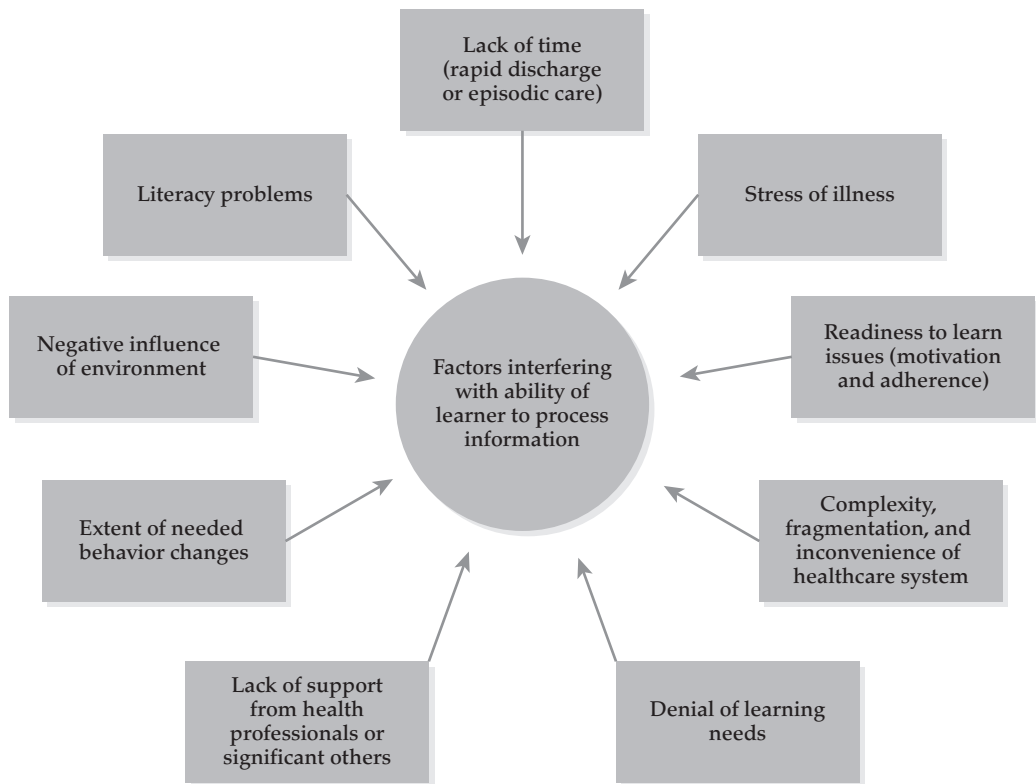 Lack of time
(rapid discharge
or episodic care)
Literacy problems
Stress of illness
Negative influence
of environment
Factors interfering
with ability of
learner to process
information
Readiness to learn
issues (motivation
and adherence)
Extent of needed
behavior changes
Complexity,
fragmentation, and
inconvenience of
healthcare system
Lack of support
from health
professionals or
significant others
Denial of learning
needs